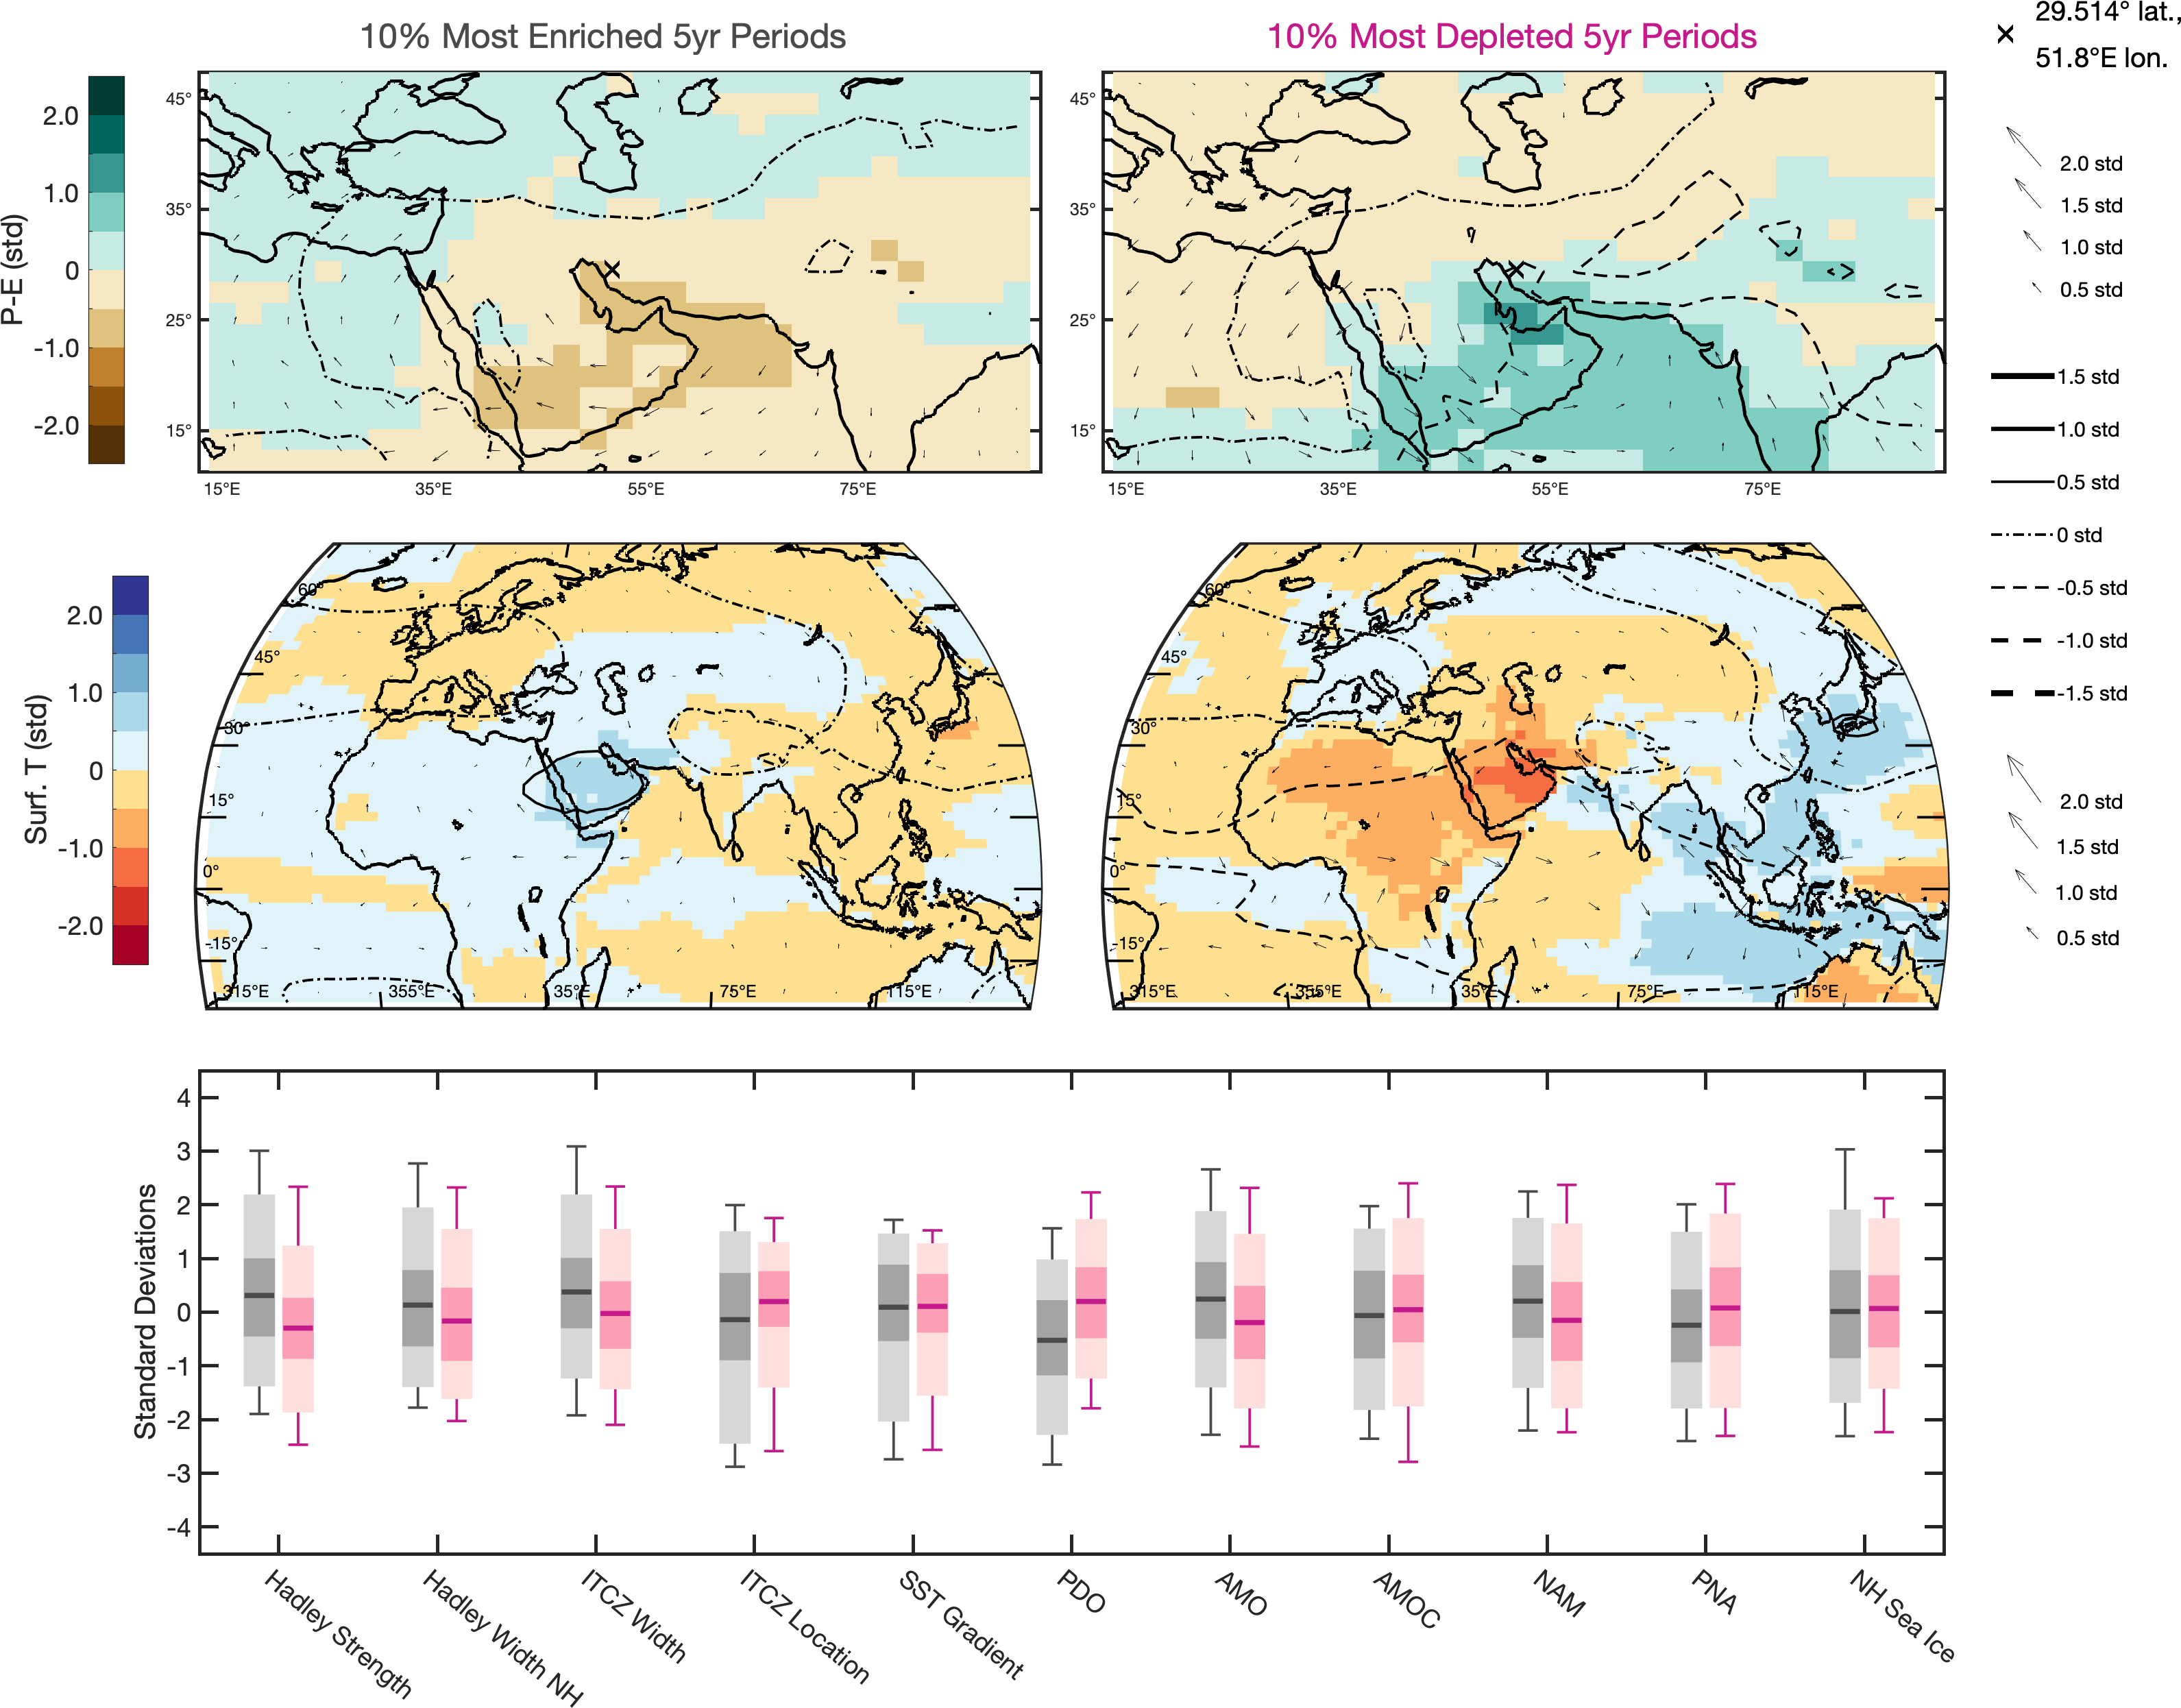 10% Most Enriched 5yr Periods
10% Most Depleted 5yr Periods
29.514° lat.,
51.8°E lon.
P-E (std)
2.0
1.0
0
-1.0
-2.0
45°
35°
25°
15°
15°E
35°E
55°E
75°E
45°
35°
25°
15°
15°E
35°E
55°E
75°E
2.0 std
1.5 std
1.0 std
0.5 std
1.5 std
1.0 std
0.5 std
0 std
-0.5 std
-1.0 std
-1.5 std
Surf. T (std)
2.0
1.0
0
-1.0
-2.0
60°
45°
30°
15°
0°
-15°
315°E
355°E
35°E
75°E
115°E
60°
45°
30°
15°
0°
-15°
315°E
355°E
35°E
75°E
115°E
2.0 std
1.5 std
1.0 std
0.5 std
Standard Deviations
4
3
2
1
0
-1
-2
-3
-4
Hadley Strength
Hadley Width NH
ITCZ Width
ITCZ Location
SST Gradient
PDO
AMO
AMOC
NAM
PNA
NH Sea Ice